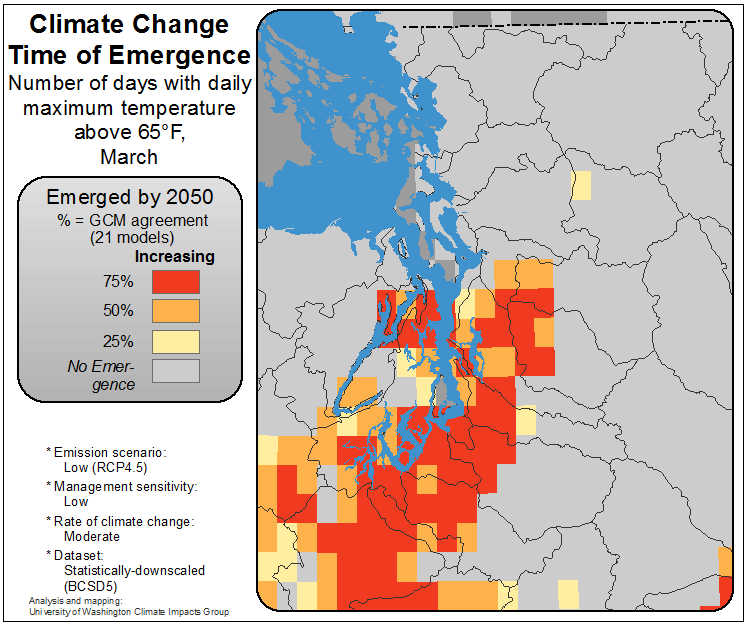 Climate Change
Time of Emergence
Number of days with daily
maximum temperature
above 65°F,
March
Emerged by 2050
% = GCM agreement
(21 models)
Increasing
75%
50%
25%
No Emer-
gence
* Emission scenario:
Low (RCP4.5)
* Management sensitivity:
Low
* Rate of climate change:
Moderate
* Dataset:
Statistically-downscaled
(BCSD5)
Analysis and mapping:
University of Washington Climate Impacts Group